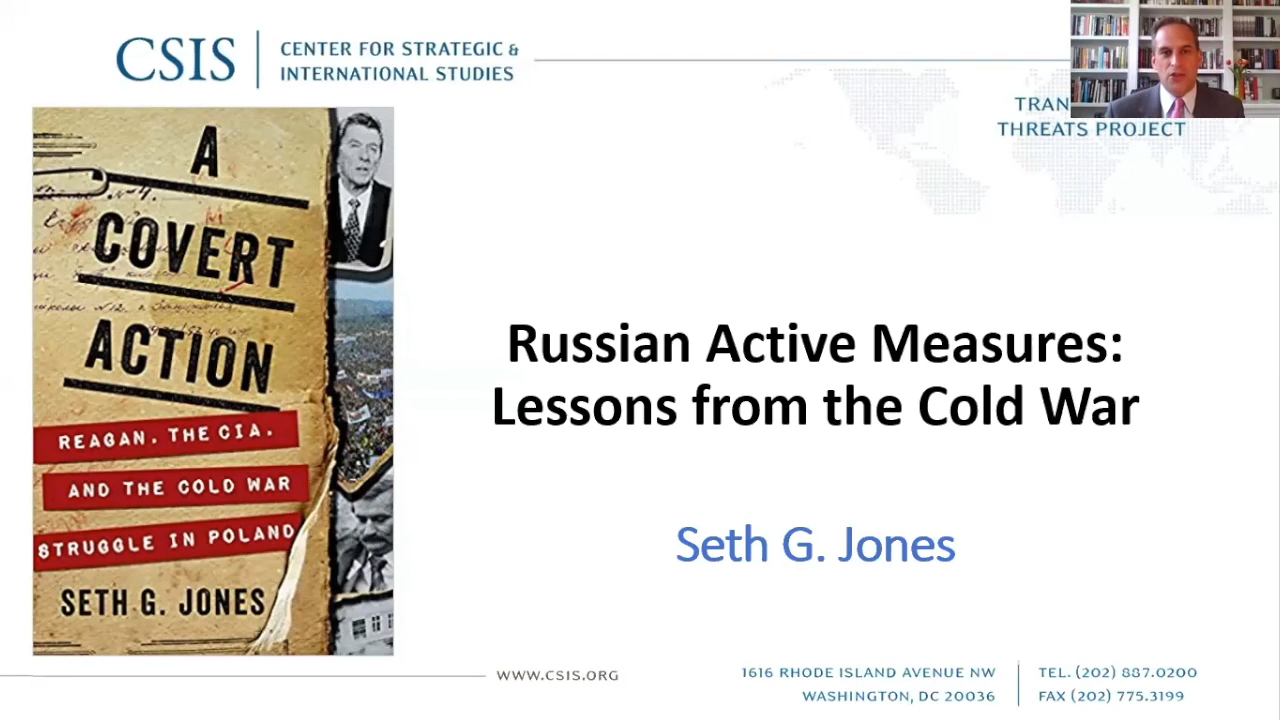 CSIS
CENTER FOR STRATEGIC &
INTERNATIONAL STUDIES
THREATS PROJECT
A
COVERT
ACTION
REAGAN, THE CIA,
AND THE COLD WAR
STRUGGLE IN POLAND
SETH G. JONES
Russian Active Measures:
Lessons from the Cold War
Seth G. Jones
WWW.CSIS.ORG
1616 RHODE ISLAND AVENUE NW
WASHINGTON, DC 20036
TEL. (202) 887.0200
FAX (202) 775.3199